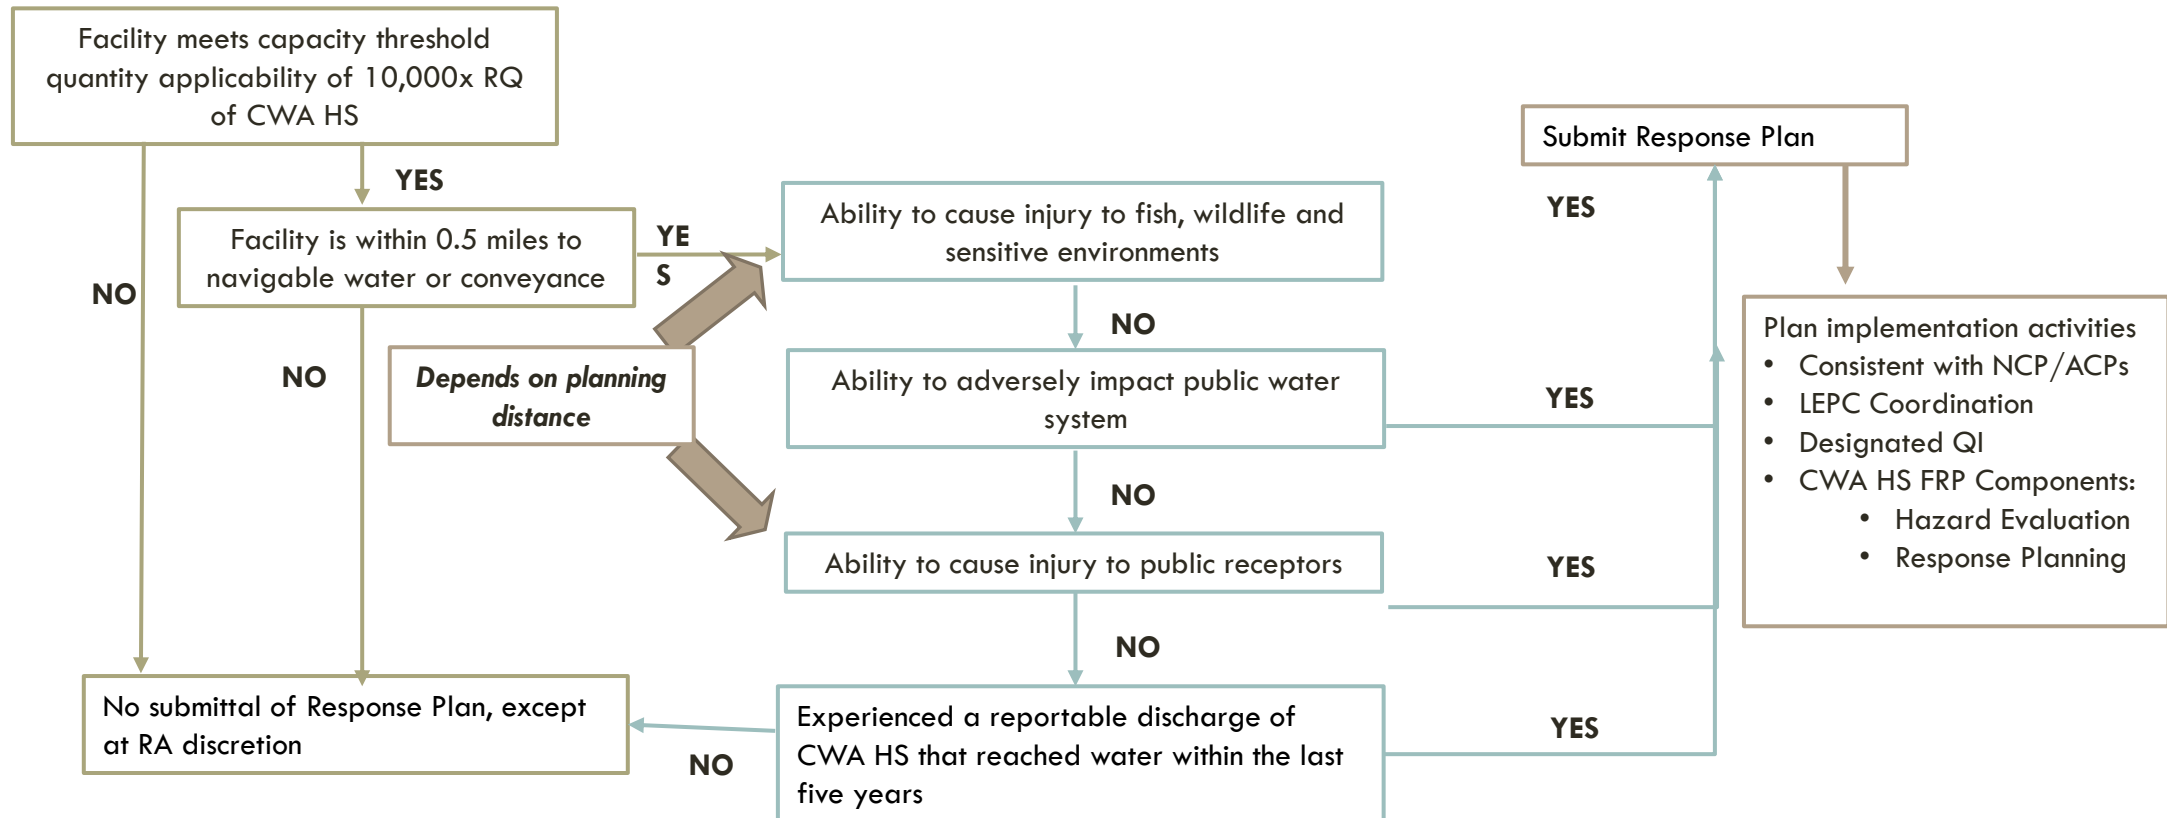 Facility meets capacity threshold
quantity applicability of 10,000x RQ
of CWA HS
YES
NO
Facility is within 0.5 miles to
navigable water or conveyance
YE
S
NO
Depends on planning
distance
Ability to cause injury to fish, wildlife and
sensitive environments
NO
YES
Ability to adversely impact public water
system
NO
YES
Ability to cause injury to public receptors
NO
YES
Experienced a reportable discharge of
CWA HS that reached water within the last
five years
NO
YES
No submittal of Response Plan, except
at RA discretion
Submit Response Plan
Plan implementation activities
• Consistent with NCP/ACPs
• LEPC Coordination
• Designated QI
• CWA HS FRP Components:
• Hazard Evaluation
• Response Planning